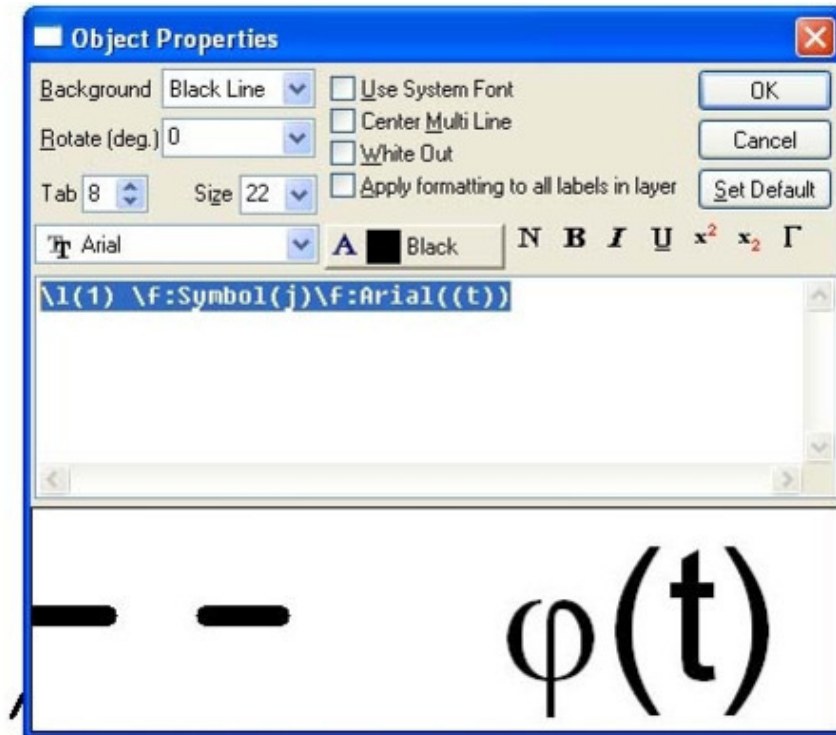 Object Properties
Background Black Line Use System Font OK
Center Multi Line
Rotate (deg.) 0 White Out Cancel
Tab 8 Size 22 Apply formatting to all labels in layer Set Default
Arial A Black N B I U x² x₂ Γ
\l(1) \f:Symbol(j)\f:Arial((t))
φ(t)